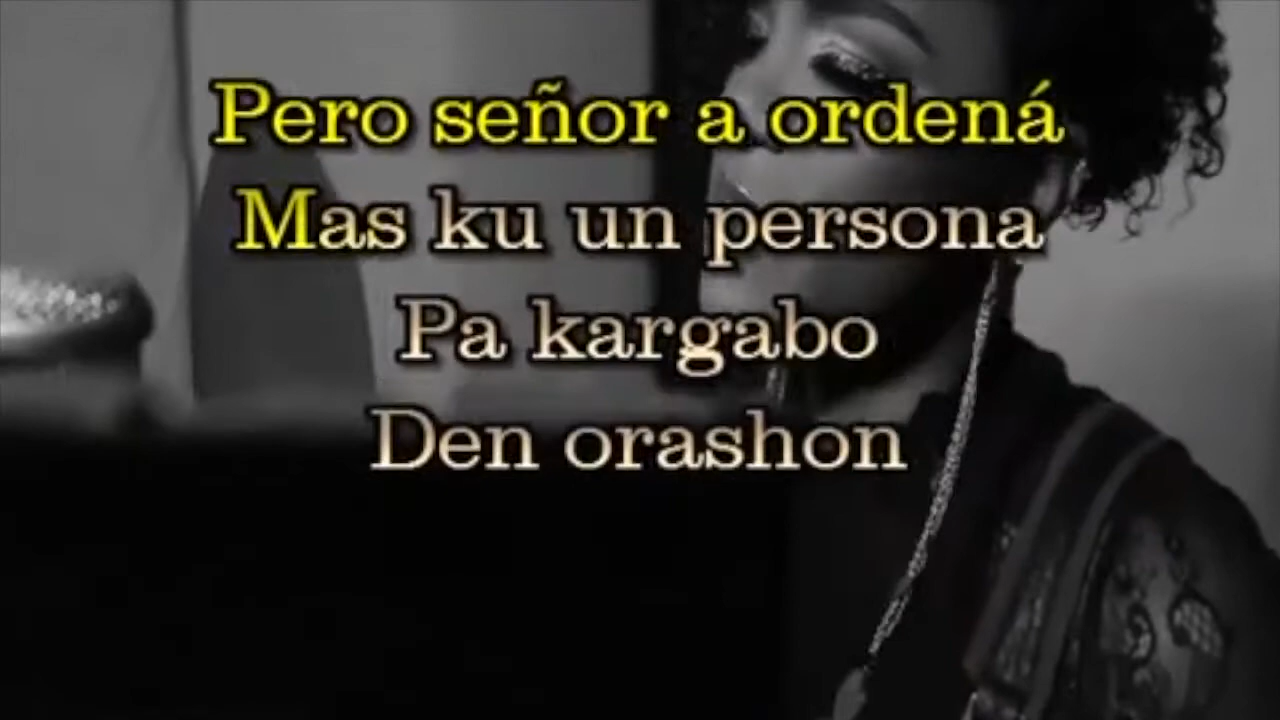 Pero señor a ordená
Mas ku un persona
Pa kargabo
Den orashon